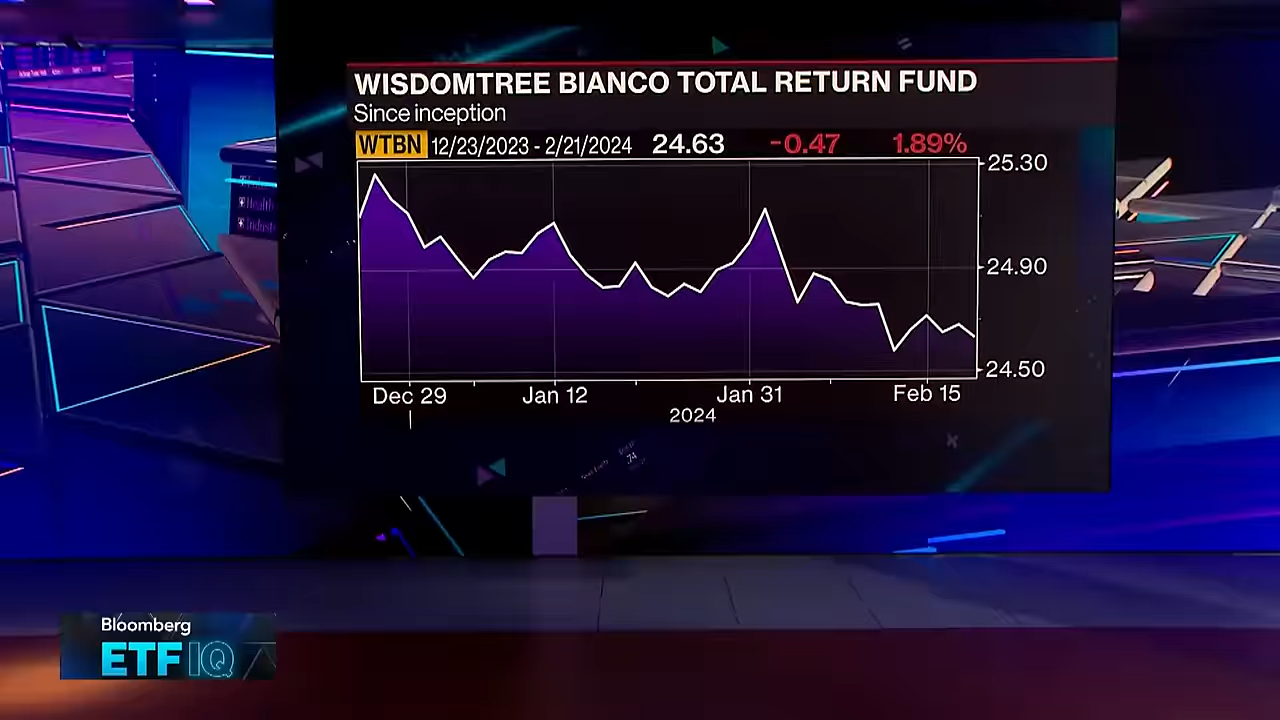 WISDOMTREE BIANCO TOTAL RETURN FUND
Since inception
WTBN 12/23/2023 - 2/21/2024 24.63 -0.47 1.89%
25.30
24.90
24.50
Dec 29 Jan 12 Jan 31 Feb 15
2024
Bloomberg
ETF IQ